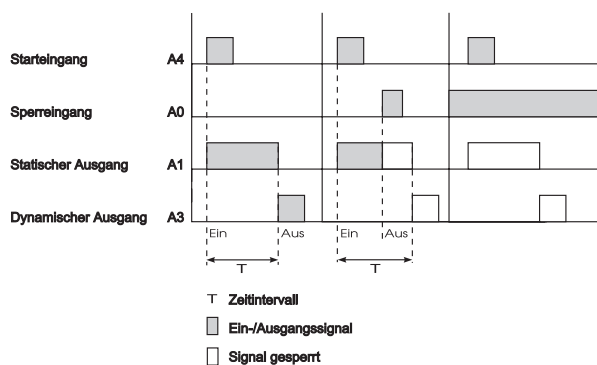 Starteingang A4
Sperreingang A0
Statischer Ausgang A1
Dynamischer Ausgang A3
Ein Aus Ein Aus
T T
T Zeitintervall
Ein-/Ausgangssignal
Signal gesperrt